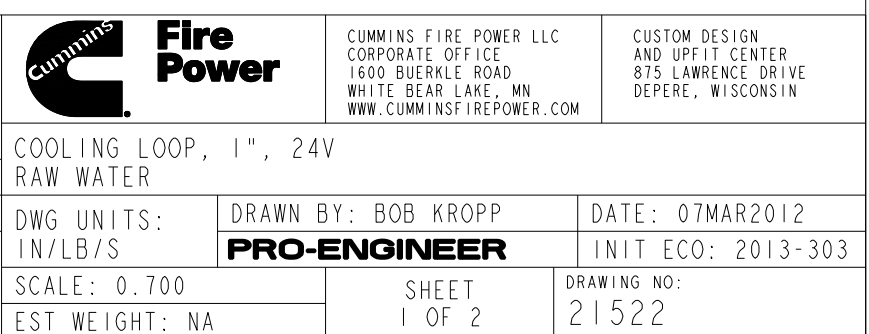 Cummins
Fire
Power
CUMMINS FIRE POWER LLC
CORPORATE OFFICE
1600 BUERKLE ROAD
WHITE BEAR LAKE, MN
WWW.CUMMINSFIREPOWER.COM
CUSTOM DESIGN
AND UPFIT CENTER
875 LAWRENCE DRIVE
DEPERE, WISCONSIN
COOLING LOOP, 1", 24V
RAW WATER
DWG UNITS:
IN/LB/S
DRAWN BY: BOB KROPP
DATE: 07MAR2012
PRO-ENGINEER
INIT ECO: 2013-303
SCALE: 0.700
EST WEIGHT: NA
SHEET
1 OF 2
DRAWING NO:
21522